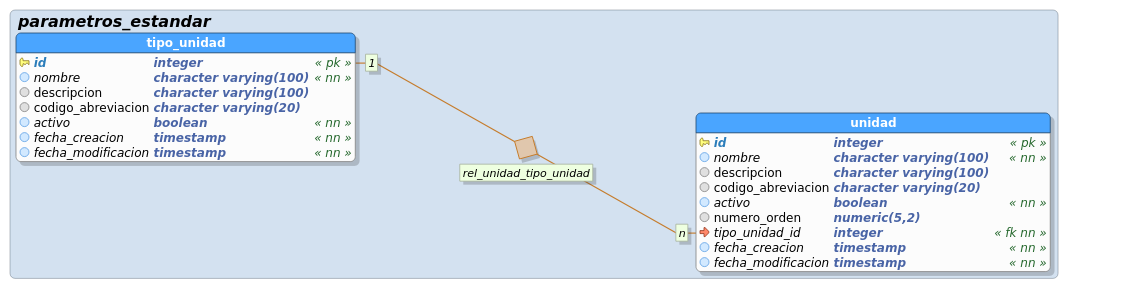 parametros_estandar
tipo_unidad
id integer « pk »
nombre character varying(100) « nn »
descripcion character varying(100)
codigo_abreviacion character varying(20)
activo boolean « nn »
fecha_creacion timestamp « nn »
fecha_modificacion timestamp « nn »
1
rel_unidad_tipo_unidad
n
unidad
id integer « pk »
nombre character varying(100) « nn »
descripcion character varying(100)
codigo_abreviacion character varying(20)
activo boolean « nn »
numero_orden numeric(5,2)
tipo_unidad_id integer « fk nn »
fecha_creacion timestamp « nn »
fecha_modificacion timestamp « nn »